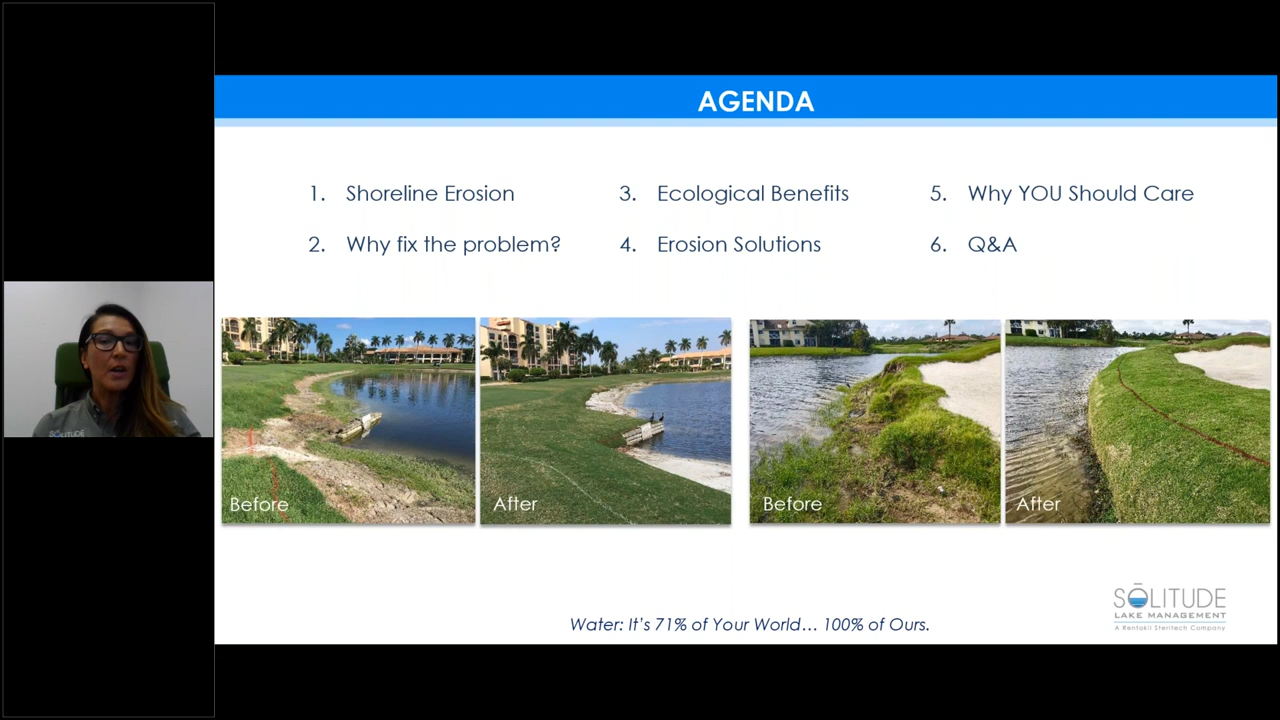 AGENDA
1. Shoreline Erosion
2. Why fix the problem?
3. Ecological Benefits
4. Erosion Solutions
5. Why YOU Should Care
6. Q&A
Before
After
Before
After
SŌLITUDE
LAKE MANAGEMENT
A Rentokil Steritech Company
Water: It's 71% of Your World… 100% of Ours.
SŌLITUDE